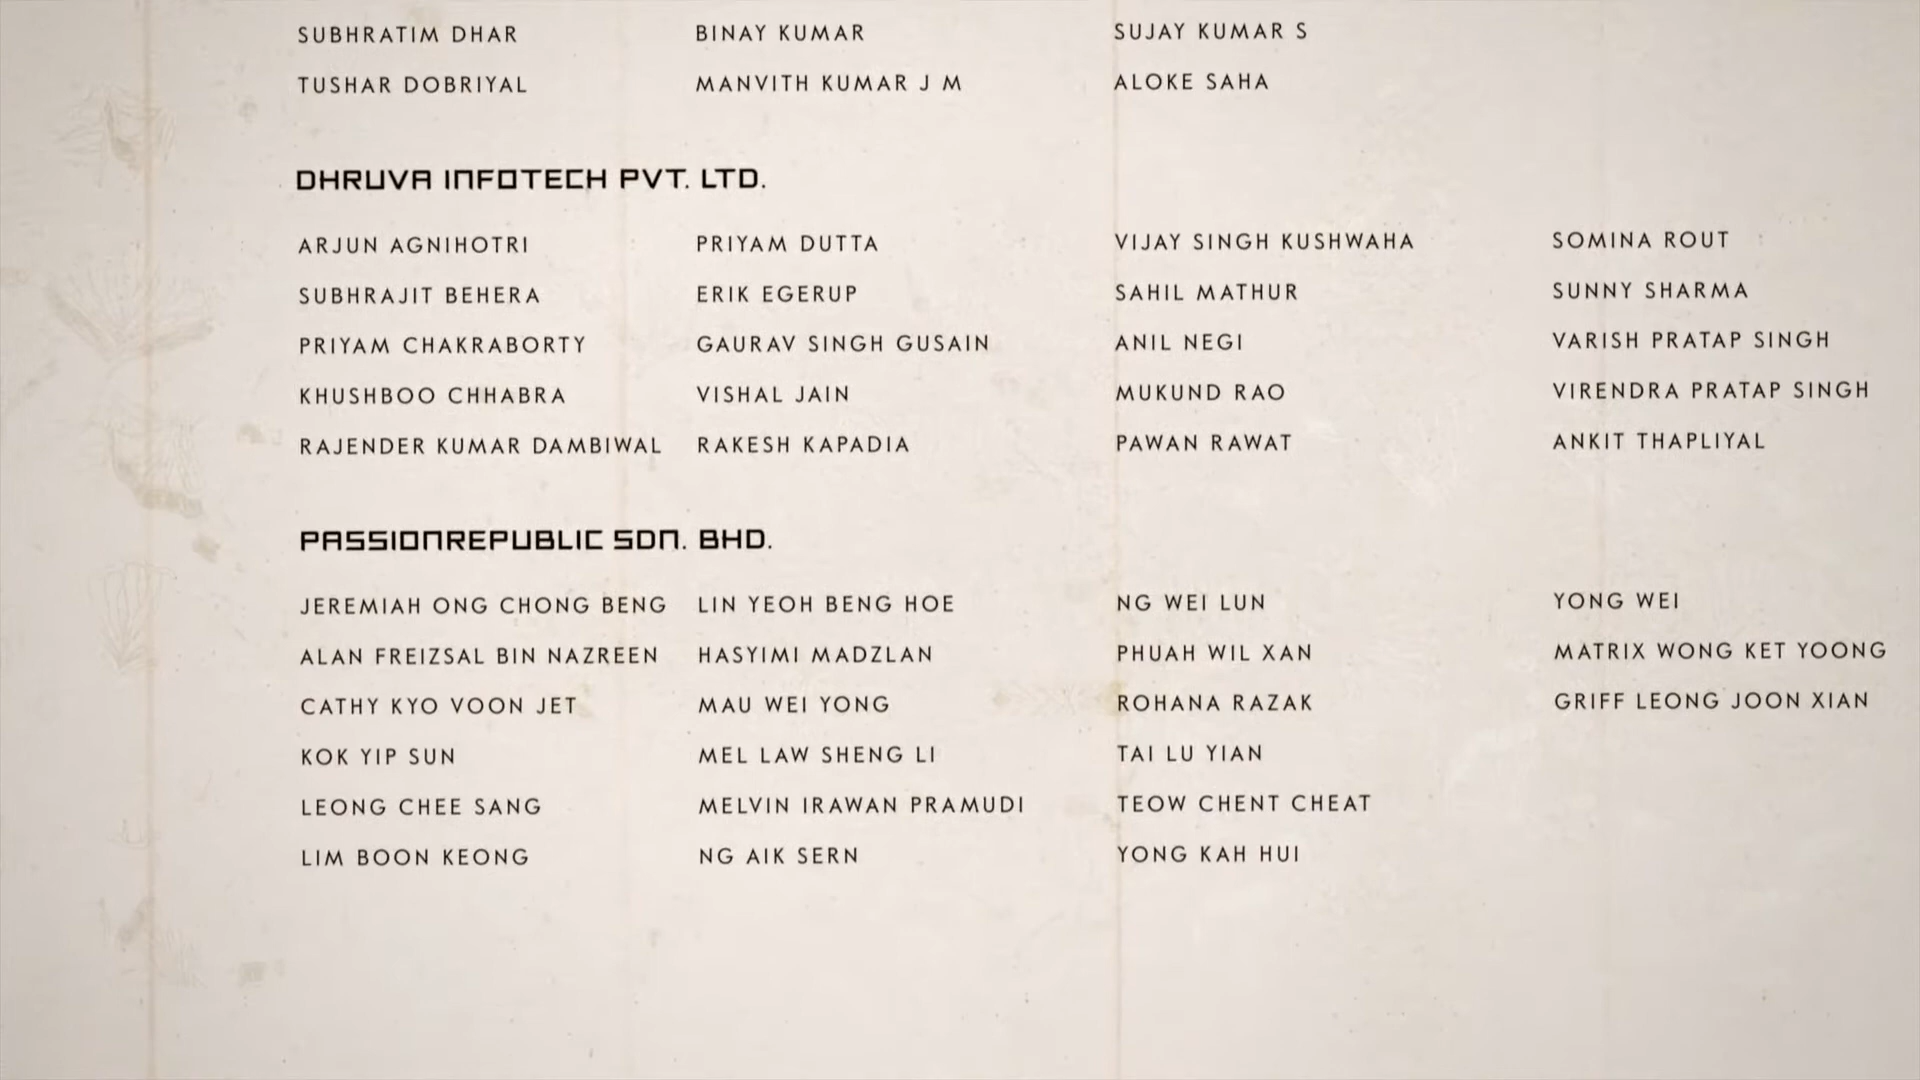 SUBHRATIM DHAR BINAY KUMAR SUJAY KUMAR S
TUSHAR DOBRIYAL MANVITH KUMAR J M ALOKE SAHA
DHRUVA INFOTECH PVT. LTD.
ARJUN AGNIHOTRI PRIYAM DUTTA VIJAY SINGH KUSHWAHA SOMINA ROUT
SUBHRAJIT BEHERA ERIK EGERUP SAHIL MATHUR SUNNY SHARMA
PRIYAM CHAKRABORTY GAURAV SINGH GUSAIN ANIL NEGI VARISH PRATAP SINGH
KHUSHBOO CHHABRA VISHAL JAIN MUKUND RAO VIRENDRA PRATAP SINGH
RAJENDER KUMAR DAMBIWAL RAKESH KAPADIA PAWAN RAWAT ANKIT THAPLIYAL
PASSIONREPUBLIC SDN. BHD.
JEREMIAH ONG CHONG BENG LIN YEOH BENG HOE NG WEI LUN YONG WEI
ALAN FREIZSAL BIN NAZREEN HASYIMI MADZLAN PHUAH WIL XAN MATRIX WONG KET YOONG
CATHY KYO VOON JET MAU WEI YONG ROHANA RAZAK GRIFF LEONG JOON XIAN
KOK YIP SUN MEL LAW SHENG LI TAI LU YIAN
LEONG CHEE SANG MELVIN IRAWAN PRAMUDI TEOW CHENT CHEAT
LIM BOON KEONG NG AIK SERN YONG KAH HUI